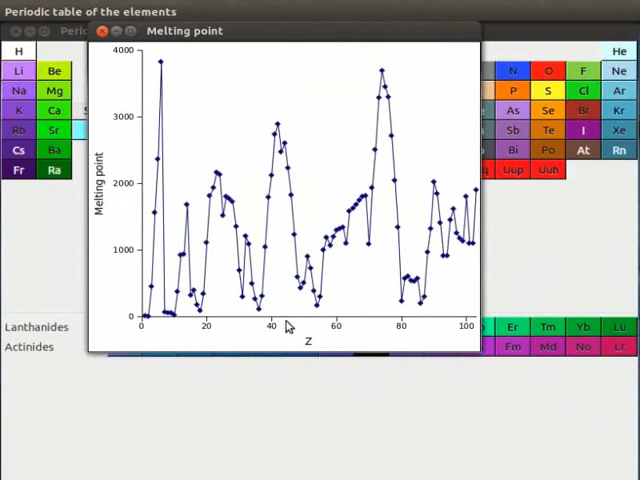 Periodic table of the elements
Perio
Melting point
H
He
Li Be
N O F Ne
Na Mg
P S Cl Ar
K Ca
As Se Br Kr
Rb Sr
Sb Te I Xe
Cs Ba
Bi Po At Rn
Fr Ra
Uup Uuh
4000
3000
2000
1000
0
Melting point
0 20 40 60 80 100
Z
Lanthanides
Er Tm Yb Lu
Actinides
Fm Md No Lr